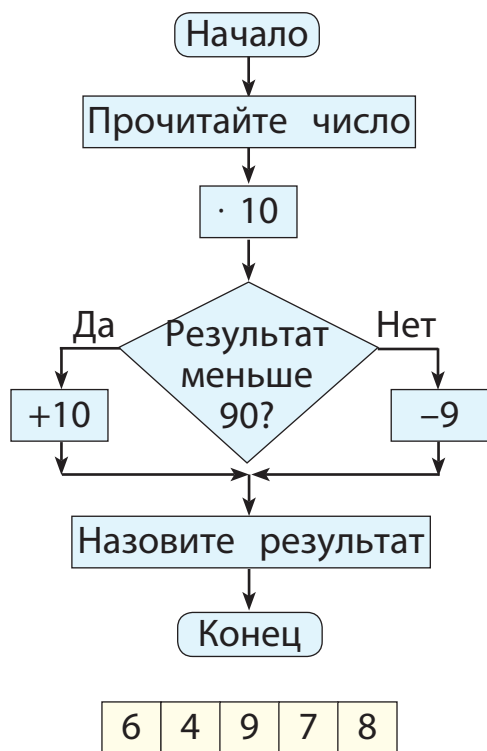 Начало
Прочитайте число
· 10
Да
Нет
Результат
меньше
90?
+10
–9
Назовите результат
Конец
6 4 9 7 8